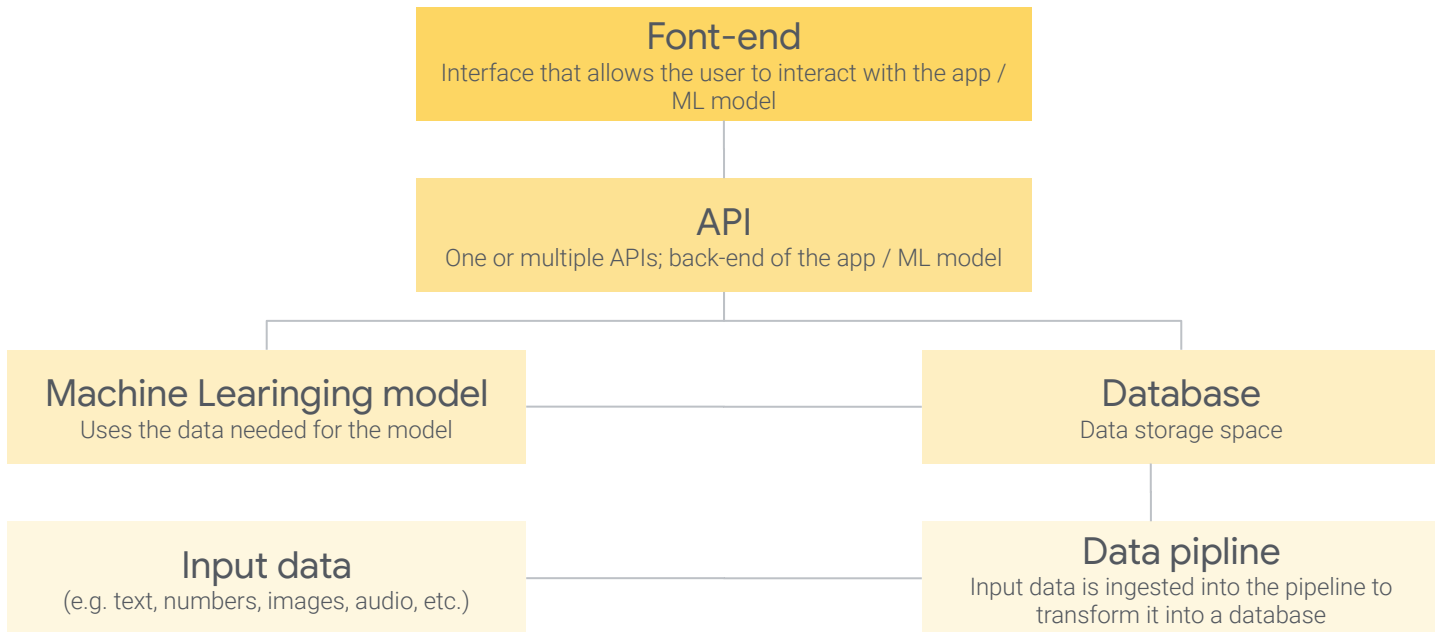 Font-end
Interface that allows the user to interact with the app /
ML model
API
One or multiple APIs; back-end of the app / ML model
Machine Learinging model
Uses the data needed for the model
Database
Data storage space
Input data
(e.g. text, numbers, images, audio, etc.)
Data pipline
Input data is ingested into the pipeline to
transform it into a database